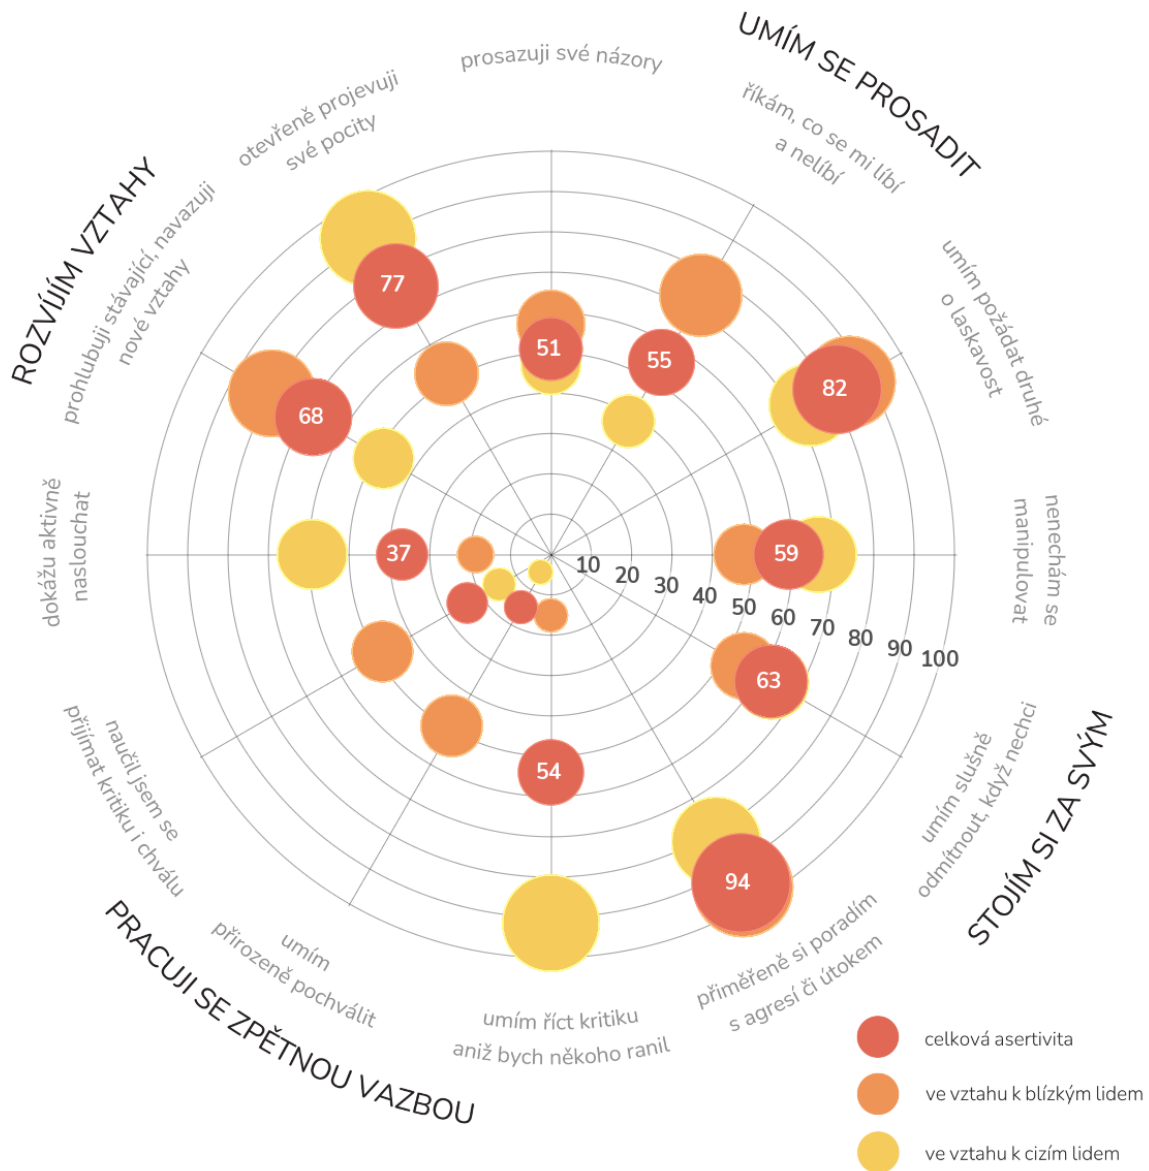 UMÍM SE PROSADIT
prosazuji své názory
říkám, co se mi líbí
a nelíbí
umím požádat druhé
o laskavost
nenechám se
manipulovat
STOJÍM SI ZA SVÝM
umím slušně
odmítnout, když nechci
přiměřeně si poradím
s agresí či útokem
umím říct kritiku
aniž bych někoho ranil
PRACUJI SE ZPĚTNOU VAZBOU
umím
přirozeně pochválit
naučil jsem se
přijímat kritiku i chválu
dokážu aktivně
naslouchat
ROZVÍJÍM VZTAHY
prohlubuji stávající, navazuji
nové vztahy
otevřeně projevuji
své pocity
77
51
55
82
68
37
59
63
54
94
10
20
30
40
50
60
70
80
90
100
celková asertivita
ve vztahu k blízkým lidem
ve vztahu k cizím lidem